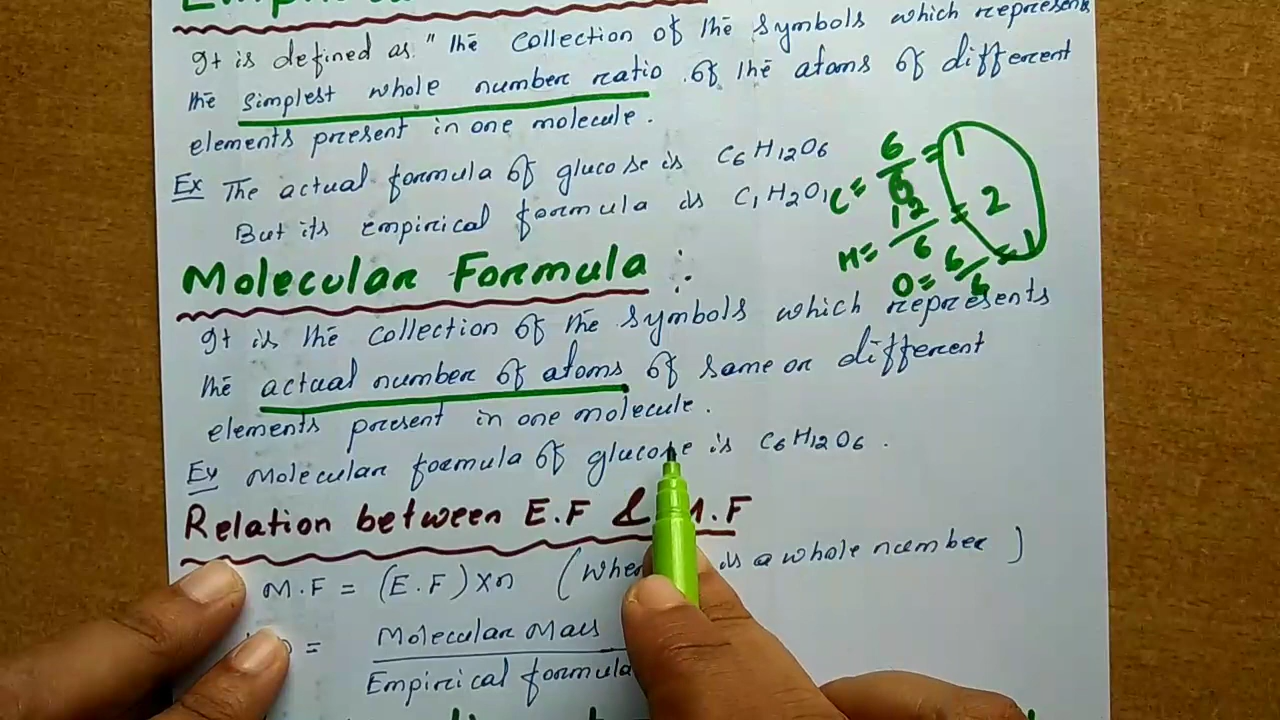 It is defined as "the collection of the symbols which represents
the simplest whole number ratio of the atoms of different
elements present in one molecule.
Ex The actual formula of glucose is C6H12O6
But its empirical formula is C1H2O1
C = 6/6 = 1
H = 12/6 = 2
O = 6/6 = 1
Molecular Formula :
It is the collection of the symbols which represents
the actual number of atoms of same or different
elements present in one molecule.
Ex Molecular formula of glucose is C6H12O6 .
Relation between E.F & M.F
M.F = (E.F) x n ( is a whole number )
= Molecular Mass
Empirical formula